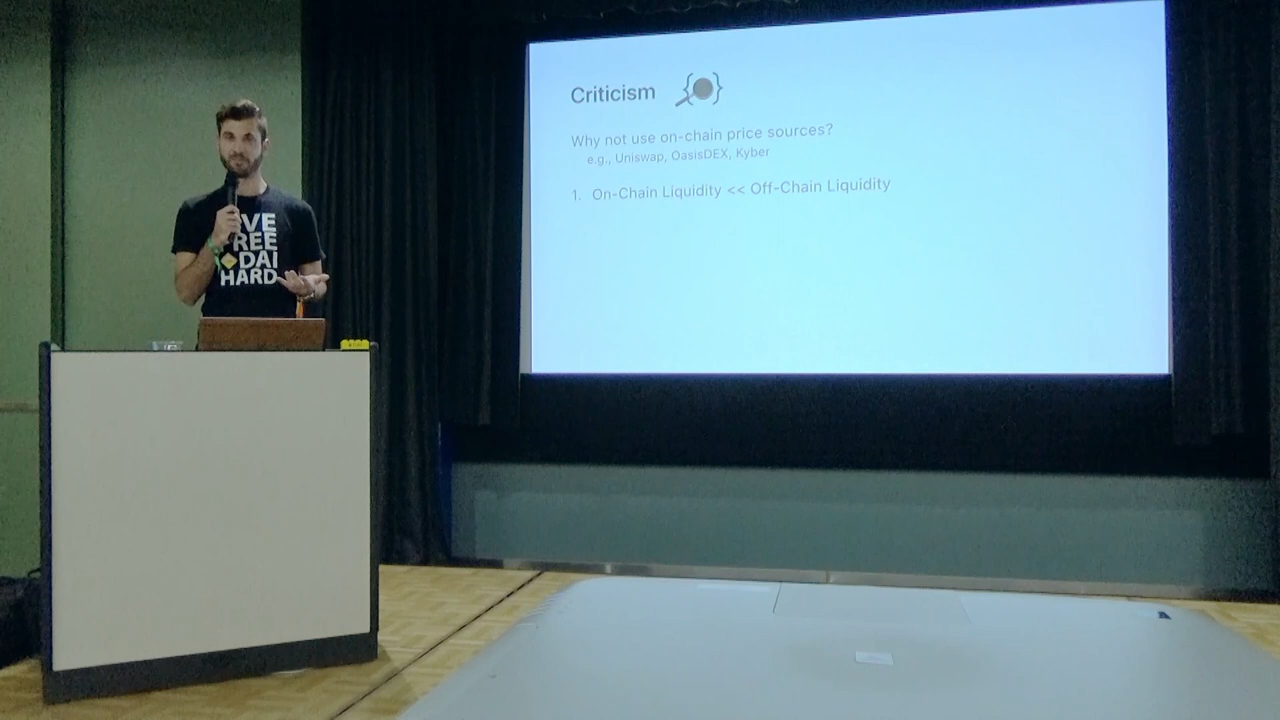 Criticism
Why not use on-chain price sources?
e.g., Uniswap, OasisDEX, Kyber
1. On-Chain Liquidity << Off-Chain Liquidity
VE
REE
DAI
HARD